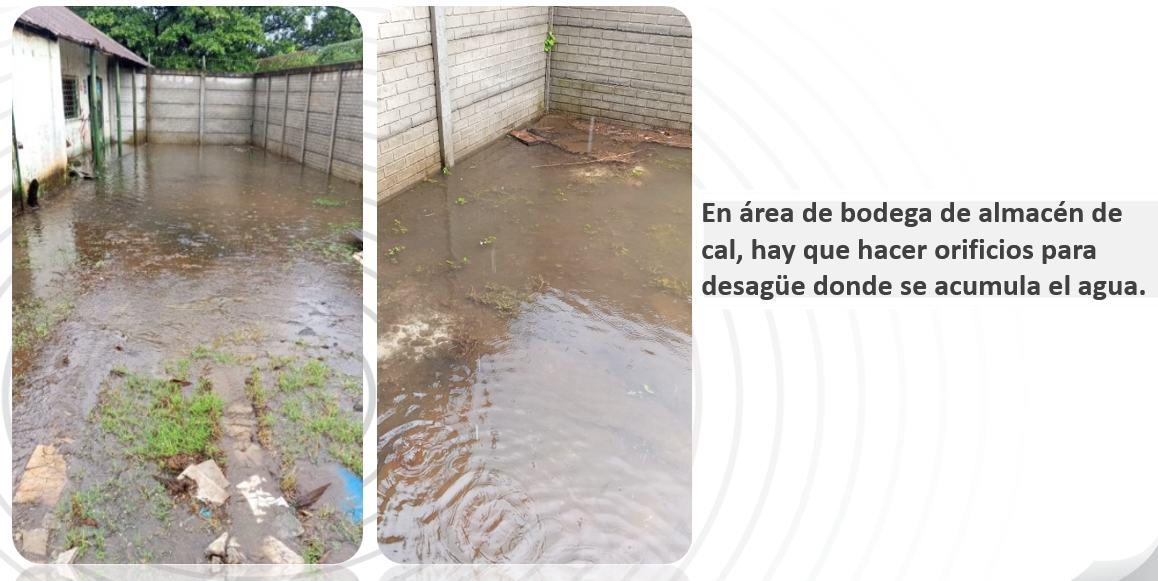 En área de bodega de almacén de
cal, hay que hacer orificios para
desagüe donde se acumula el agua.